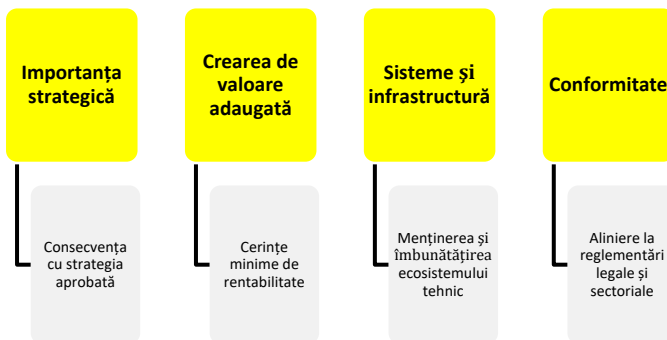 Importanța
strategică
Crearea de
valoare
adaugată
Sisteme și
infrastructură
Conformitate
Consecvența
cu strategia
aprobată
Cerințe
minime de
rentabilitate
Menținerea și
îmbunătățirea
ecosistemului
tehnic
Aliniere la
reglementări
legale și
sectoriale